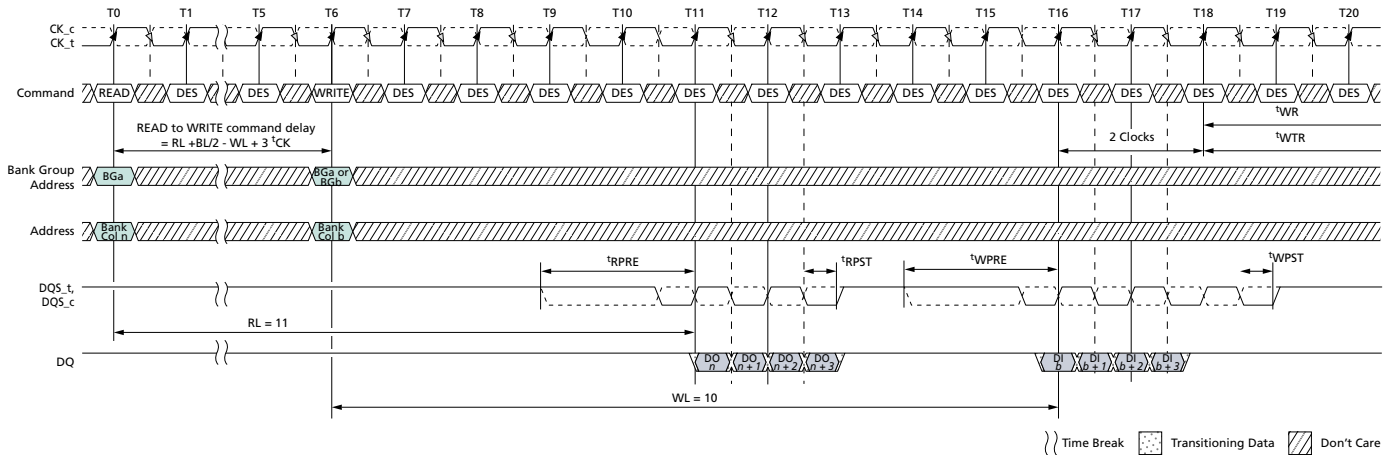 T0 T1 T5 T6 T7 T8 T9 T10 T11 T12 T13 T14 T15 T16 T17 T18 T19 T20
CK_c
CK_t
Command READ DES DES WRITE DES DES DES DES DES DES DES DES DES DES DES DES DES DES
tWR
READ to WRITE command delay
= RL +BL/2 - WL + 3 tCK
2 Clocks
tWTR
Bank Group
Address
BGa
BGa or
BGb
Address
Bank
Col n
Bank
Col b
tRPRE tRPST tWPRE tWPST
DQS_t,
DQS_c
RL = 11
DQ
DO
n
DO
n + 1
DO
n + 2
DO
n + 3
DI
b
DI
b + 1
DI
b + 2
DI
b + 3
WL = 10
Time Break Transitioning Data Don't Care